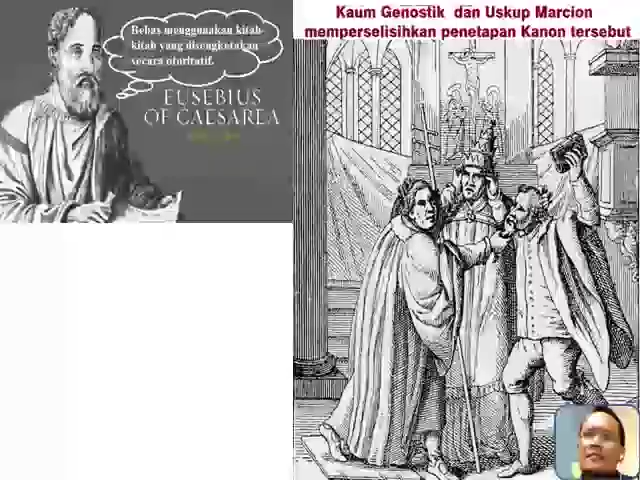 Bebas menggunakan kitab-
kitab yang disengketakan
secara otoritatif.
EUSEBIUS
OF CAESAREA
Kaum Genostik dan Uskup Marcion
memperselisihkan penetapan Kanon tersebut